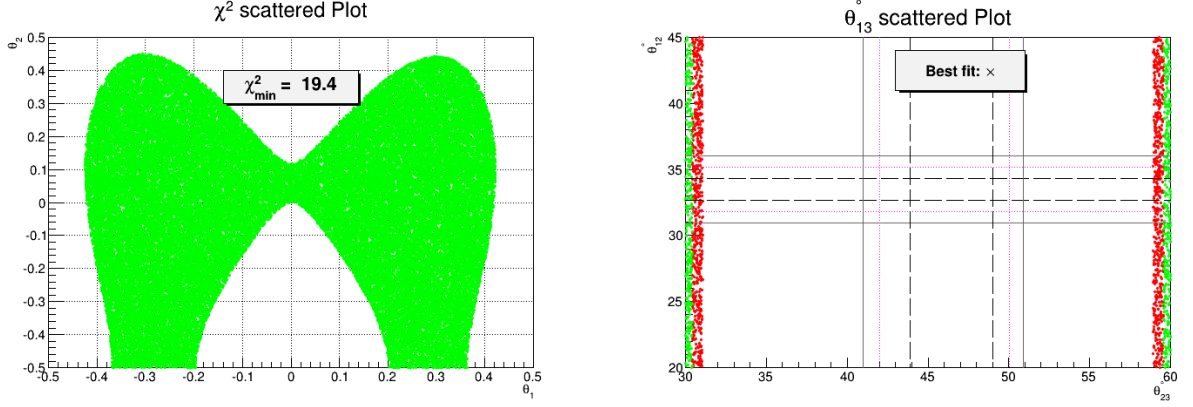 χ² scattered Plot
θ₂
0.5
0.4
0.3
0.2
0.1
0
-0.1
-0.2
-0.3
-0.4
-0.5
χ²min = 19.4
-0.5 -0.4 -0.3 -0.2 -0.1 0 0.1 0.2 0.3 0.4 0.5
θ₁
θ°₁₃ scattered Plot
θ°₁₂
45
40
35
30
25
20
Best fit: ×
30 35 40 45 50 55 60
θ°₂₃